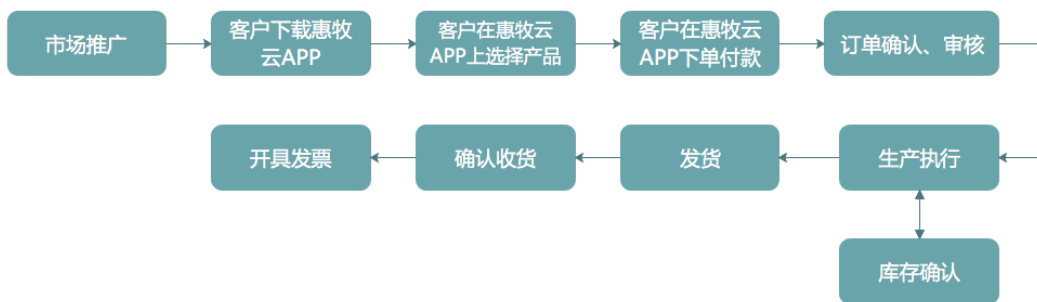 市场推广
客户下载惠牧
云APP
客户在惠牧云
APP上选择产品
客户在惠牧云
APP下单付款
订单确认、审核
生产执行
发货
确认收货
开具发票
库存确认